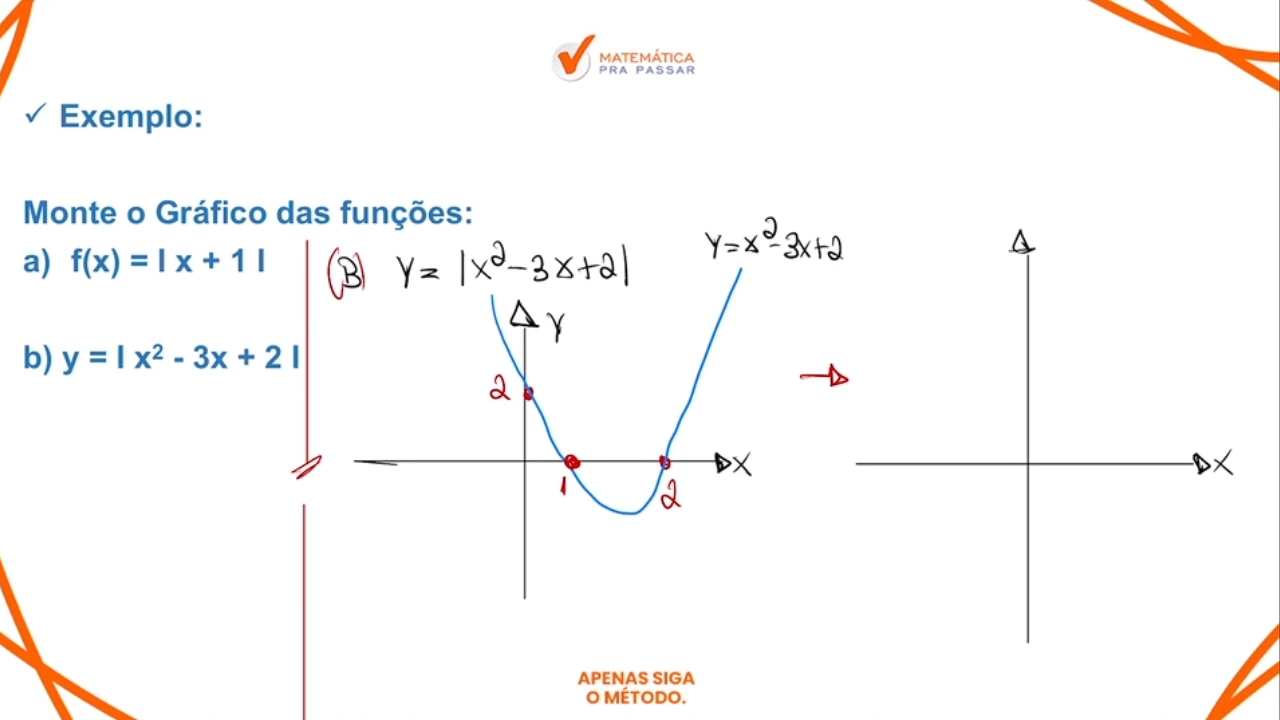 MATEMÁTICA
PRA PASSAR
✓ Exemplo:
Monte o Gráfico das funções:
a) f(x) = l x + 1 l
b) y = l x² - 3x + 2 l
(B) y = |x²-3x+2|
y=x²-3x+2
y
2
1
2
x
x
APENAS SIGA
O MÉTODO.